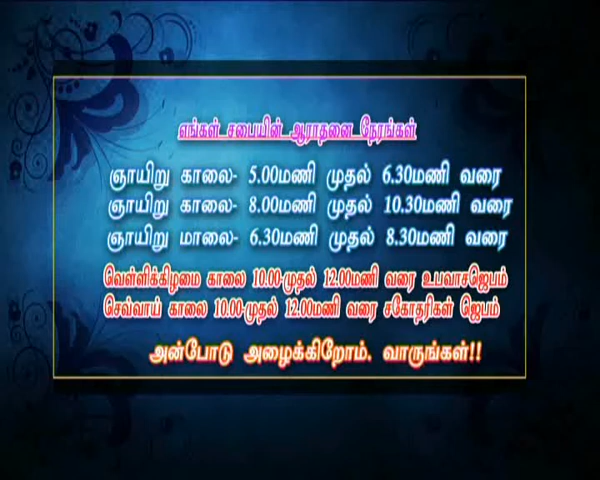 எங்கள் சபையின் ஆராதனை நேரங்கள்
ஞாயிறு காலை- 5.00மணி முதல் 6.30மணி வரை
ஞாயிறு காலை- 8.00மணி முதல் 10.30மணி வரை
ஞாயிறு மாலை- 6.30மணி முதல் 8.30மணி வரை
வெள்ளிக்கிழமை காலை 10.00-முதல் 12.00மணி வரை உபவாசஜெபம்
செவ்வாய் காலை 10.00-முதல் 12.00மணி வரை சகோதரிகள் ஜெபம்
அன்போடு அழைக்கிறோம். வாருங்கள்!!